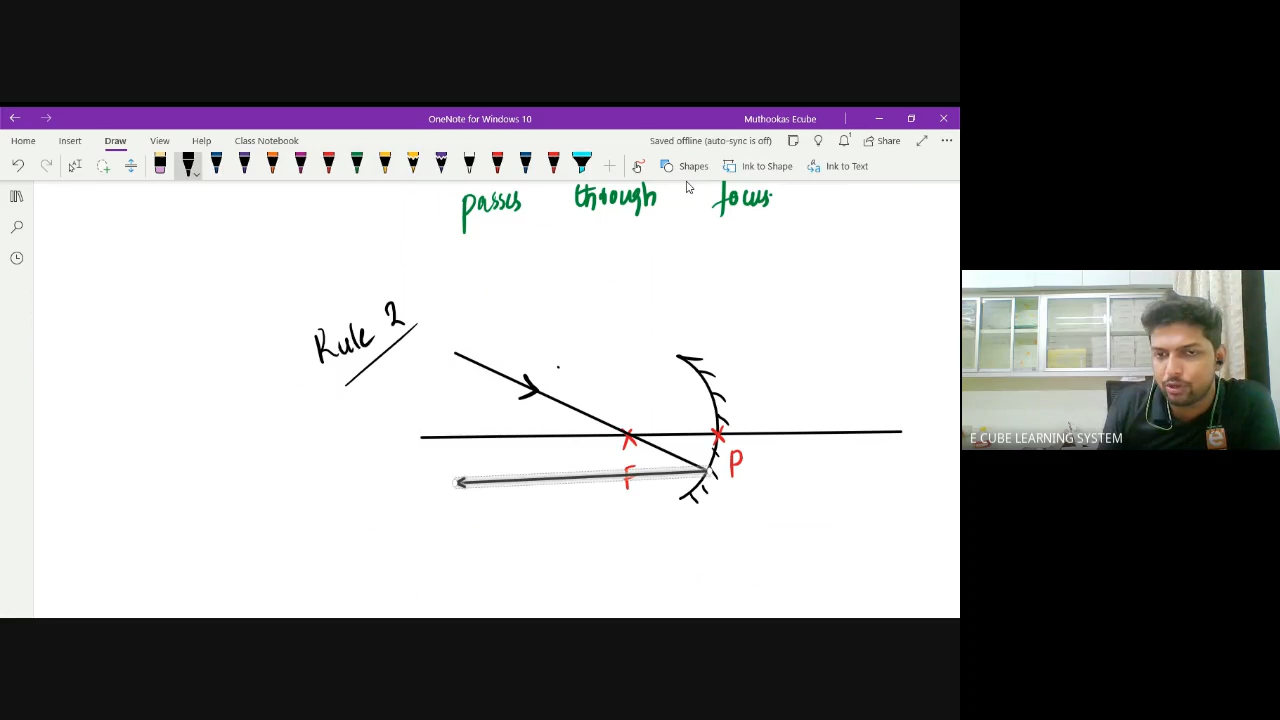 OneNote for Windows 10
Muthookas Ecube
Home Insert Draw View Help Class Notebook
Saved offline (auto-sync is off)
Share
Shapes
Ink to Shape
Ink to Text
passes through focus.
Rule 2
P
F
E CUBE LEARNING SYSTEM
e